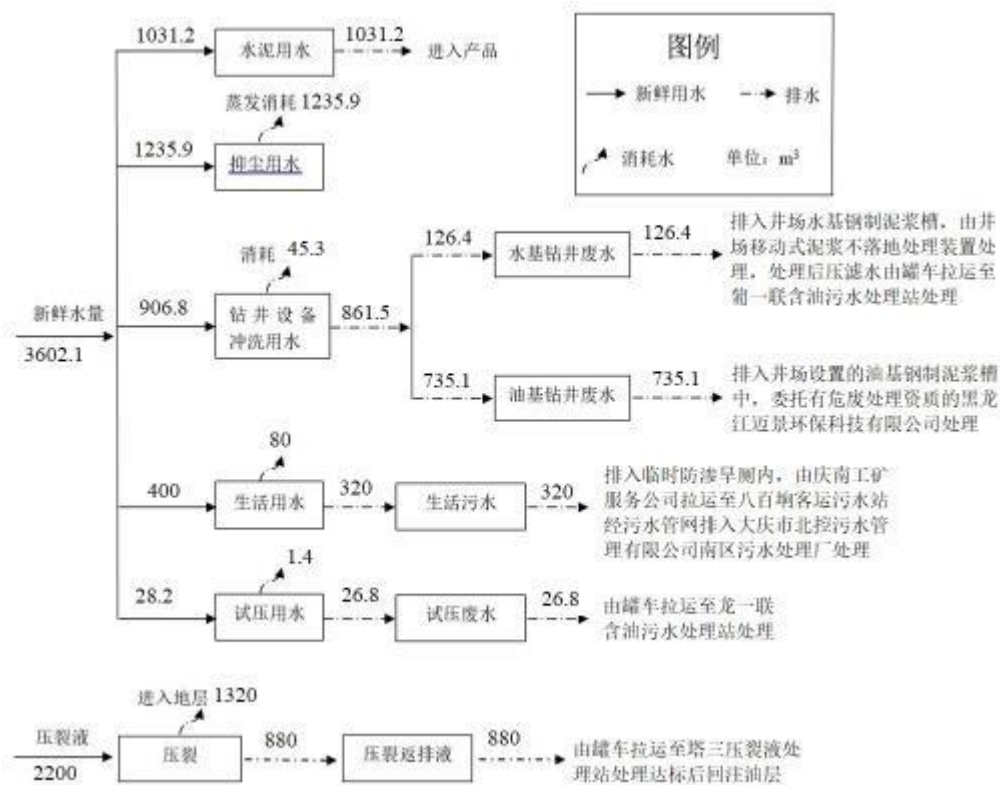 1031.2
水泥用水
1031.2
进入产品
图例
新鲜用水
排水
消耗水
单位：m³
蒸发消耗 1235.9
1235.9
抑尘用水
消耗 45.3
新鲜水量
3602.1
906.8
钻井设备
冲洗用水
861.5
126.4
水基钻井废水
126.4
排入井场水基钢制泥浆槽，由井
场移动式泥浆不落地处理装置处
理，处理后压滤水由罐车拉运至
葡一联含油污水处理站处理
735.1
油基钻井废水
735.1
排入井场设置的油基钢制泥浆槽
中，委托有危废处理资质的黑龙
江迈景环保科技有限公司处理
80
400
生活用水
320
生活污水
320
排入临时防渗旱厕内，由庆南工矿
服务公司拉运至八百垧客运污水站
经污水管网排入大庆市北控污水管
理有限公司南区污水处理厂处理
1.4
28.2
试压用水
26.8
试压废水
26.8
由罐车拉运至龙一联
含油污水处理站处理
进入地层 1320
压裂液
2200
压裂
880
压裂返排液
880
由罐车拉运至塔三压裂液处
理站处理达标后回注油层